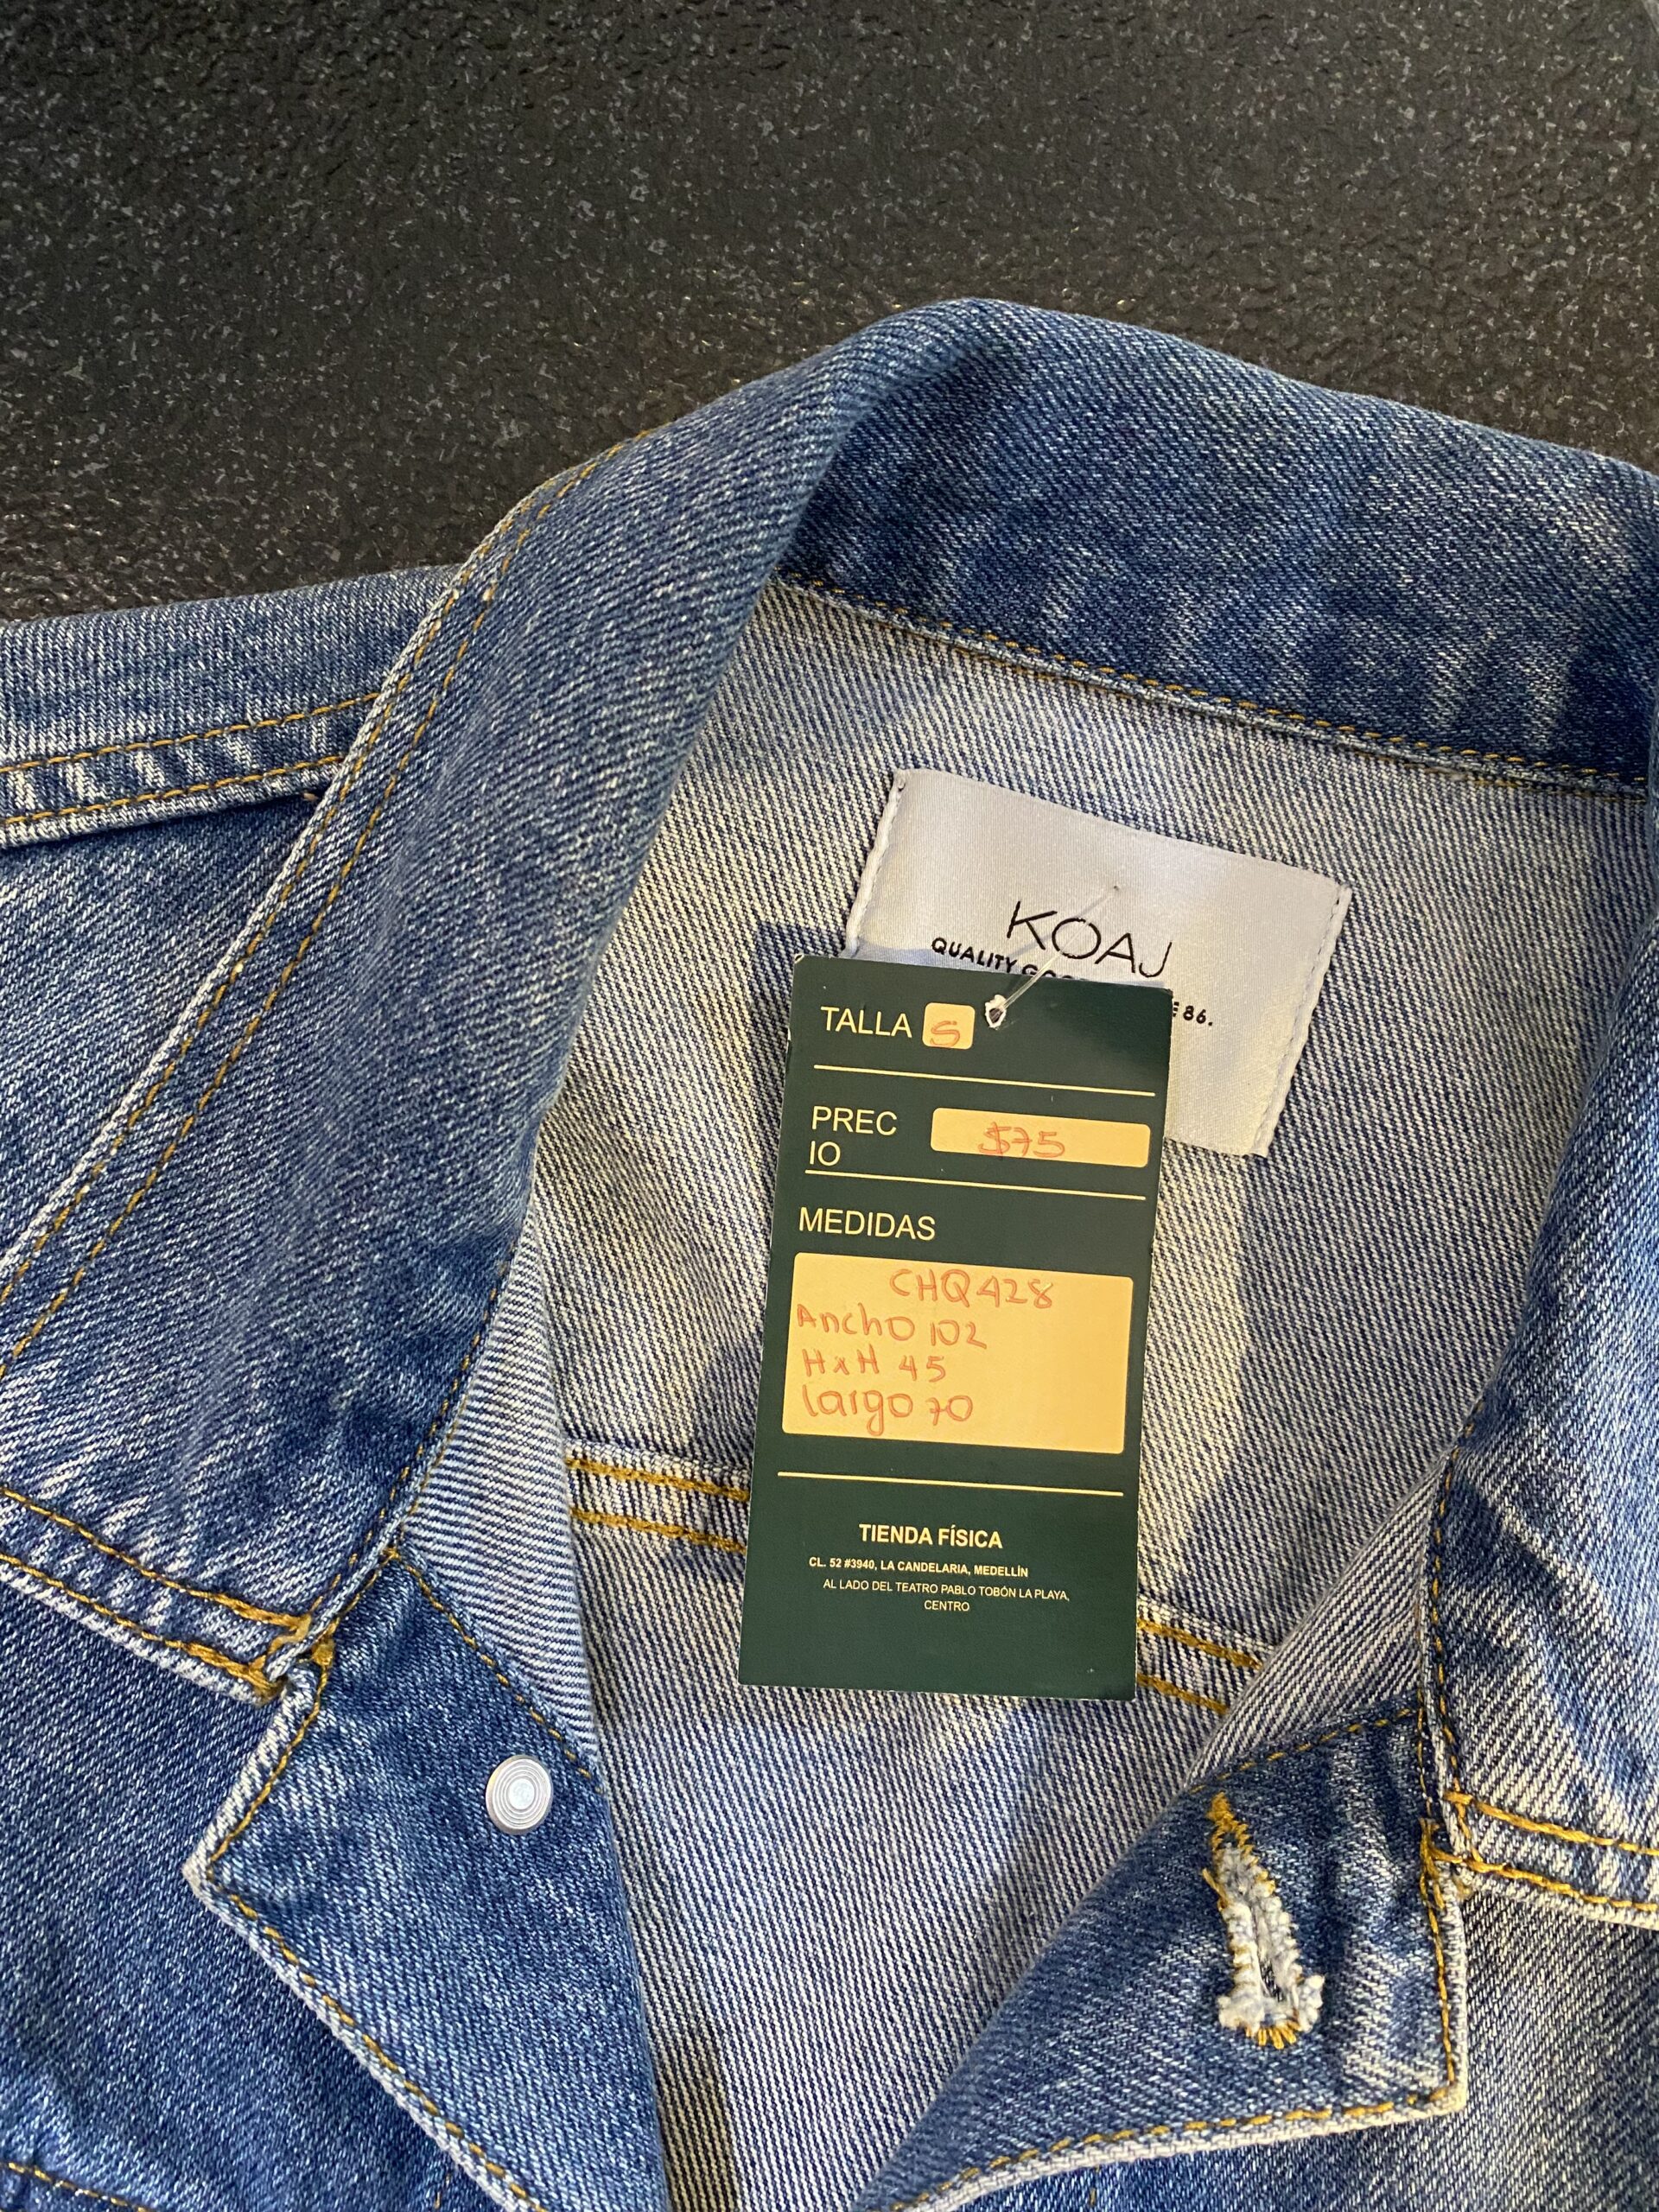 KOAJ
QUALITY
86.
TALLA S
PREC
IO
$75
MEDIDAS
CHQ428
Ancho 102
HxH 45
largo 70
TIENDA FÍSICA
CL. 52 #3940, LA CANDELARIA, MEDELLÍN
AL LADO DEL TEATRO PABLO TOBÓN LA PLAYA,
CENTRO